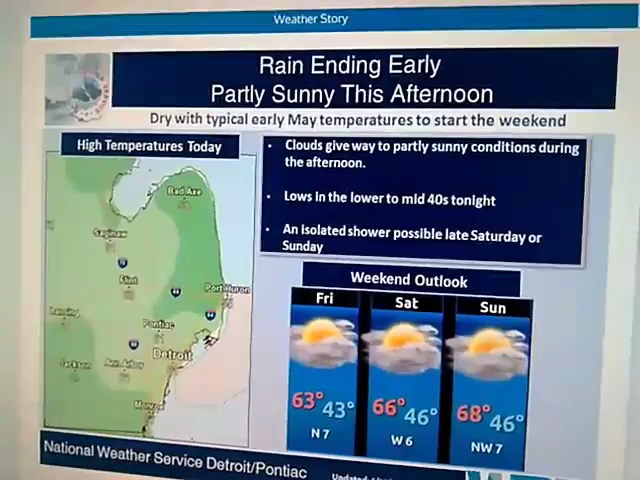 Weather Story
Rain Ending Early
Partly Sunny This Afternoon
Dry with typical early May temperatures to start the weekend
High Temperatures Today
Bad Axe
Saginaw
Flint
Port Huron
Lansing
Pontiac
Detroit
Jackson
Ann Arbor
• Clouds give way to partly sunny conditions during
the afternoon.
• Lows in the lower to mid 40s tonight
• An isolated shower possible late Saturday or
Sunday
Weekend Outlook
Fri Sat Sun
63° 43° 66° 46° 68° 46°
N 7 W 6 NW 7
National Weather Service Detroit/Pontiac